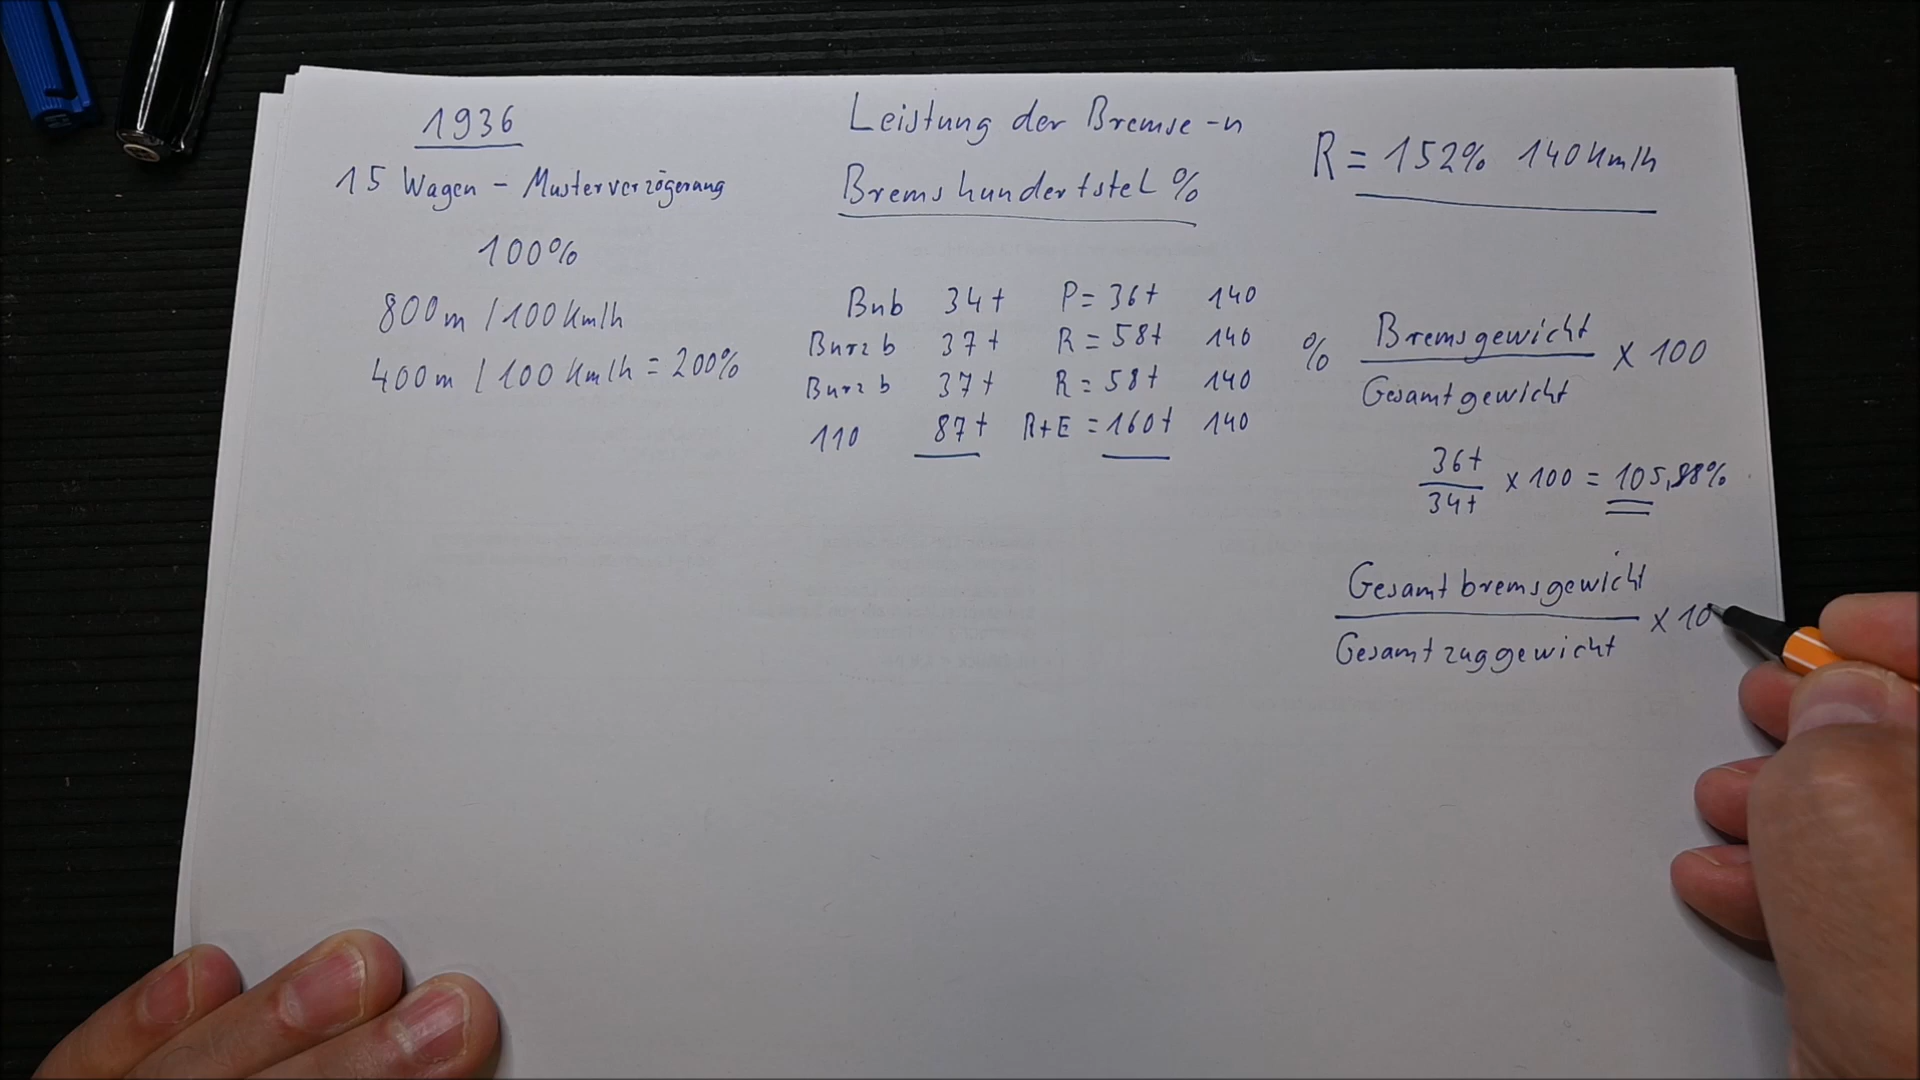 1936
15 Wagen - Musterverzögerung
100%
800m / 100 Km/h
400m / 100 Km/h = 200%
Leistung der Bremse -n
Bremshundertstel %
Bnb 34t P= 36t 140
Burz b 37t R = 58t 140
Burz b 37t R = 58t 140
110 87t R+E = 160t 140
R = 152% 140 Km/h
% Bremsgewicht x 100
Gesamtgewicht
36t
34t x 100 = 105,88%
Gesamtbremsgewicht
Gesamtzuggewicht x 10